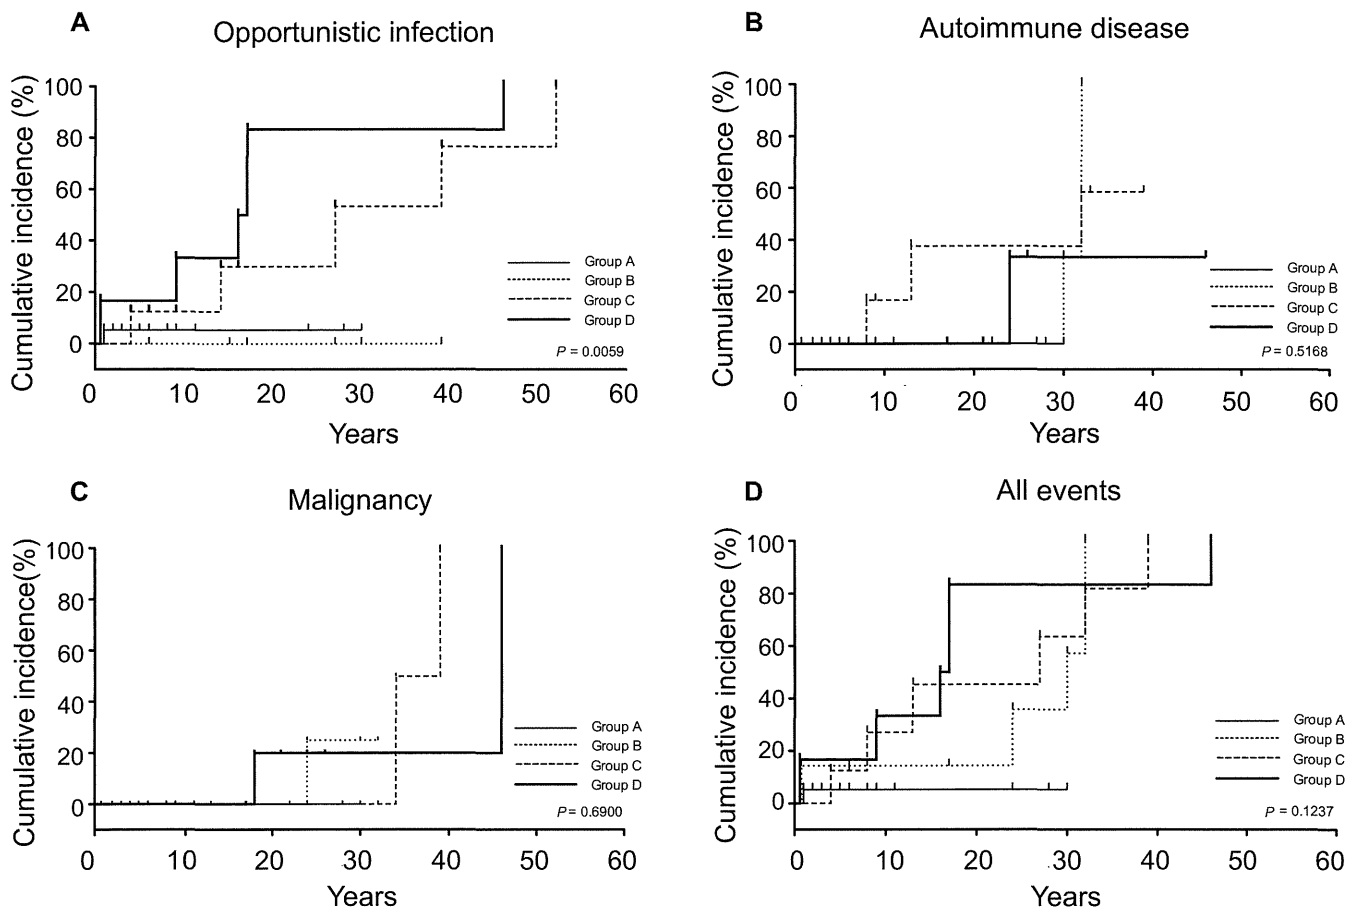 A
Opportunistic infection
Cumulative incidence (%)
100
80
60
40
20
0
Group A
Group B
Group C
Group D
P = 0.0059
0 10 20 30 40 50 60
Years
B
Autoimmune disease
Cumulative incidence (%)
100
80
60
40
20
0
Group A
Group B
Group C
Group D
P = 0.5168
0 10 20 30 40 50 60
Years
C
Malignancy
Cumulative incidence(%)
100
80
60
40
20
0
Group A
Group B
Group C
Group D
P = 0.6900
0 10 20 30 40 50 60
Years
D
All events
Cumulative incidence (%)
100
80
60
40
20
0
Group A
Group B
Group C
Group D
P = 0.1237
0 10 20 30 40 50 60
Years